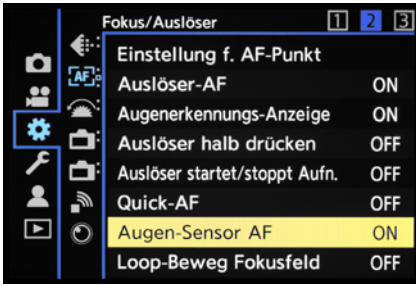 Fokus/Auslöser 1 2 3
Einstellung f. AF-Punkt
Auslöser-AF ON
Augenerkennungs-Anzeige ON
Auslöser halb drücken OFF
Auslöser startet/stoppt Aufn. OFF
Quick-AF OFF
Augen-Sensor AF ON
Loop-Beweg Fokusfeld OFF
AF